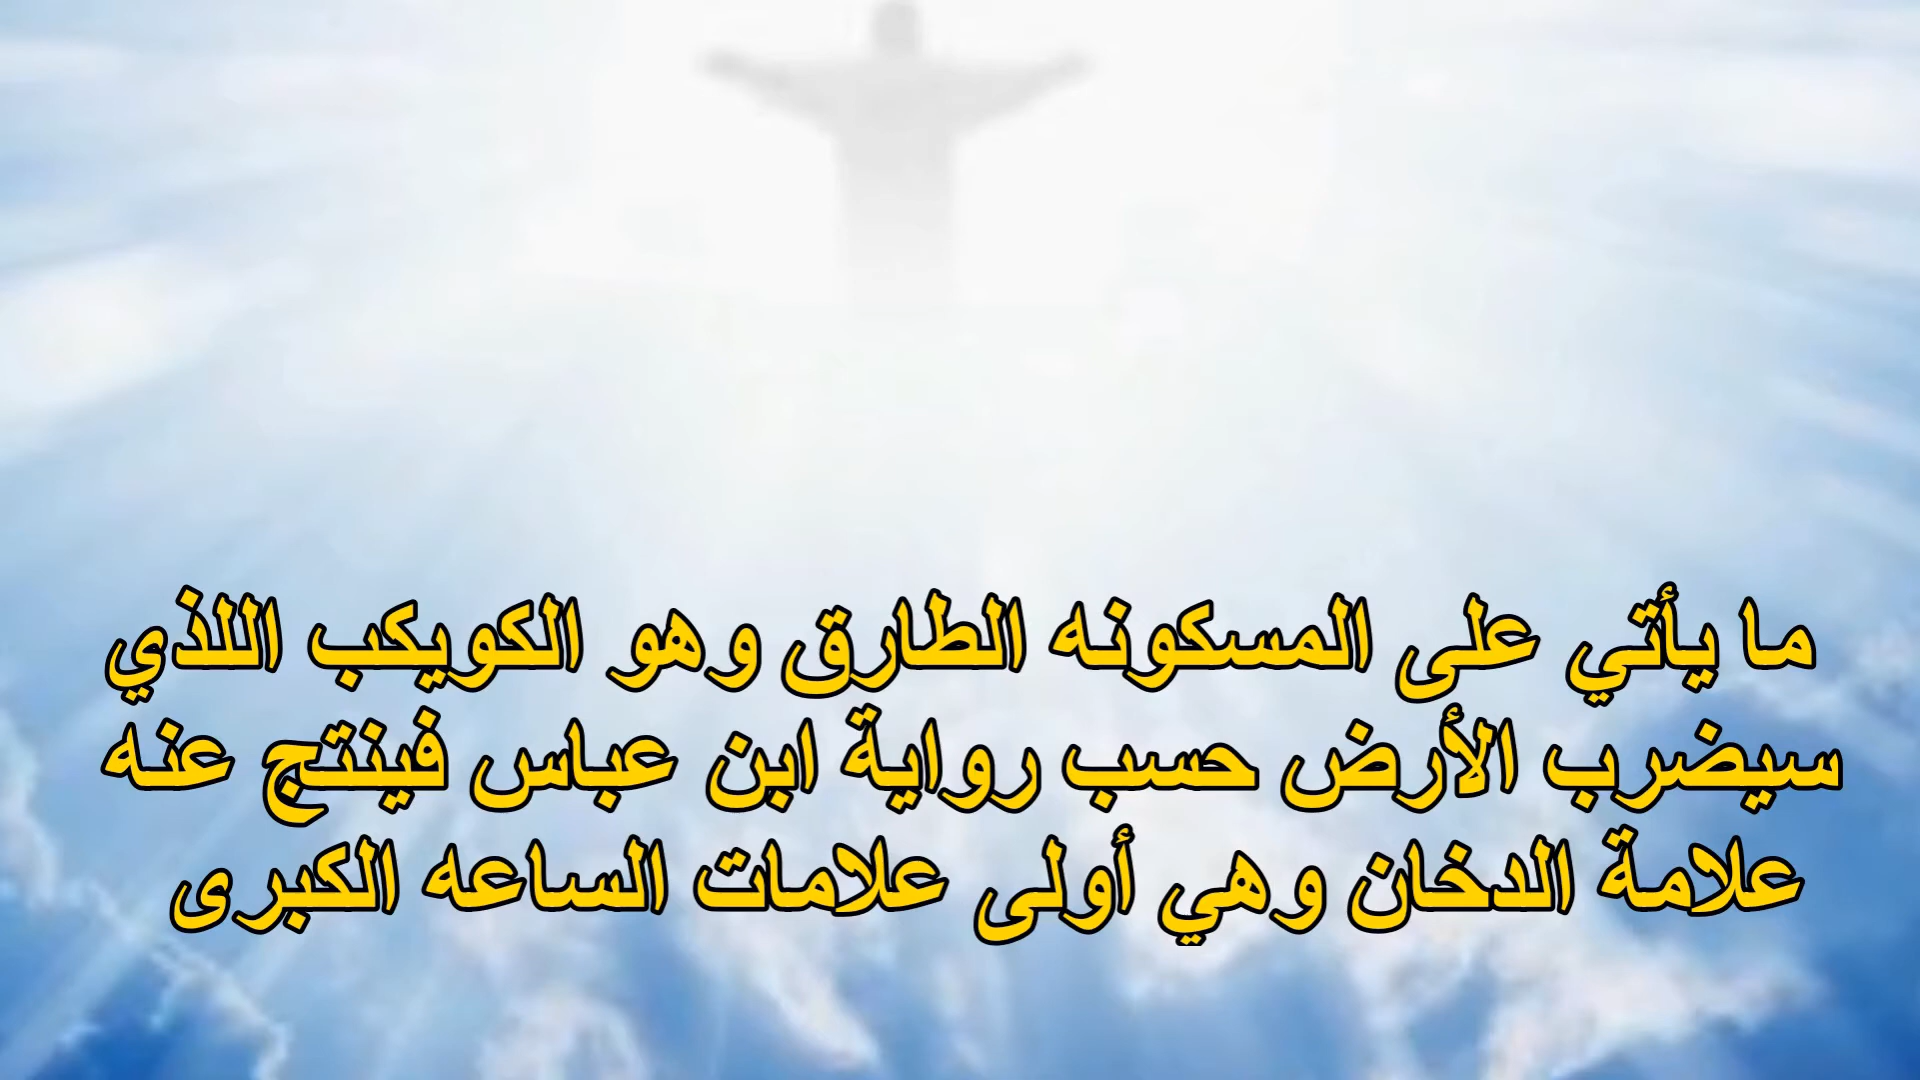 ما يأتي على المسكونه الطارق وهو الكويكب اللذي
سيضرب الأرض حسب رواية ابن عباس فينتج عنه
علامة الدخان وهي أولى علامات الساعه الكبرى